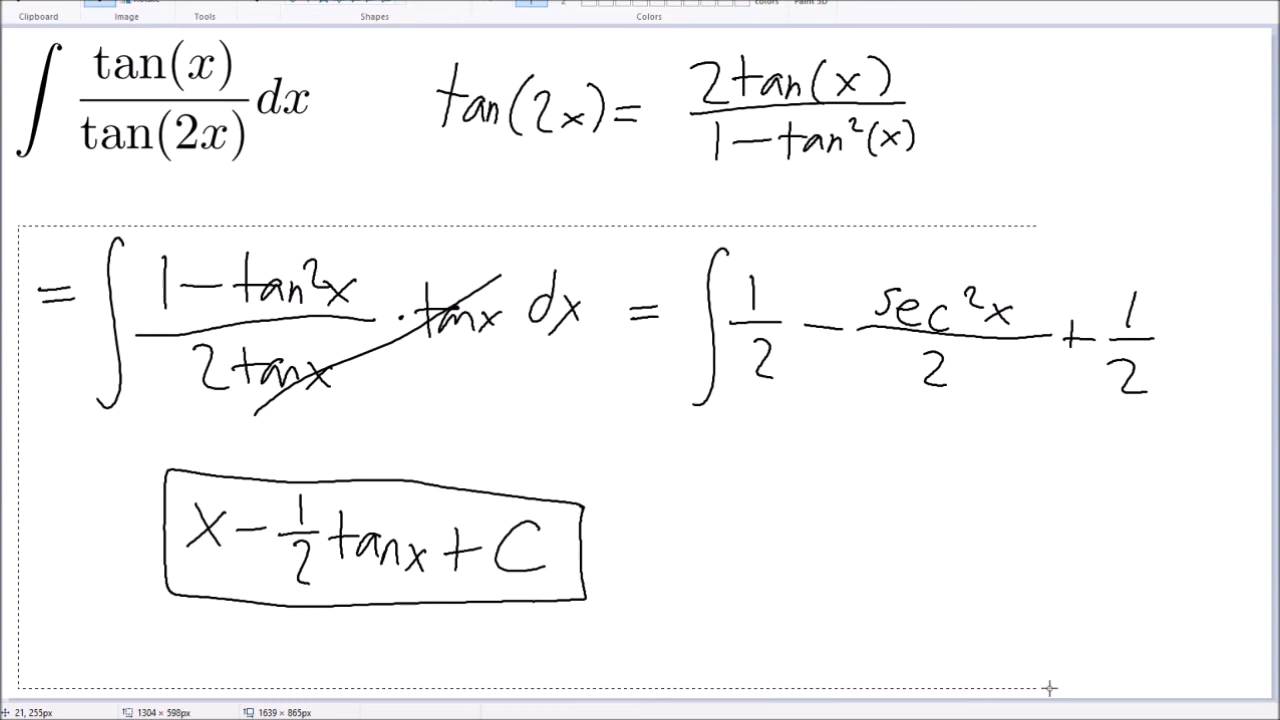 Clipboard Image Tools Shapes Colors
∫ tan(x)/tan(2x) dx tan(2x) = 2tan(x)/1 − tan²(x)
= ∫ 1 − tan²x/2tanx · tanx dx = ∫ 1/2 − sec²x/2 + 1/2
x − 1/2 tanx + C
21, 255px 1304 × 598px 1639 × 865px